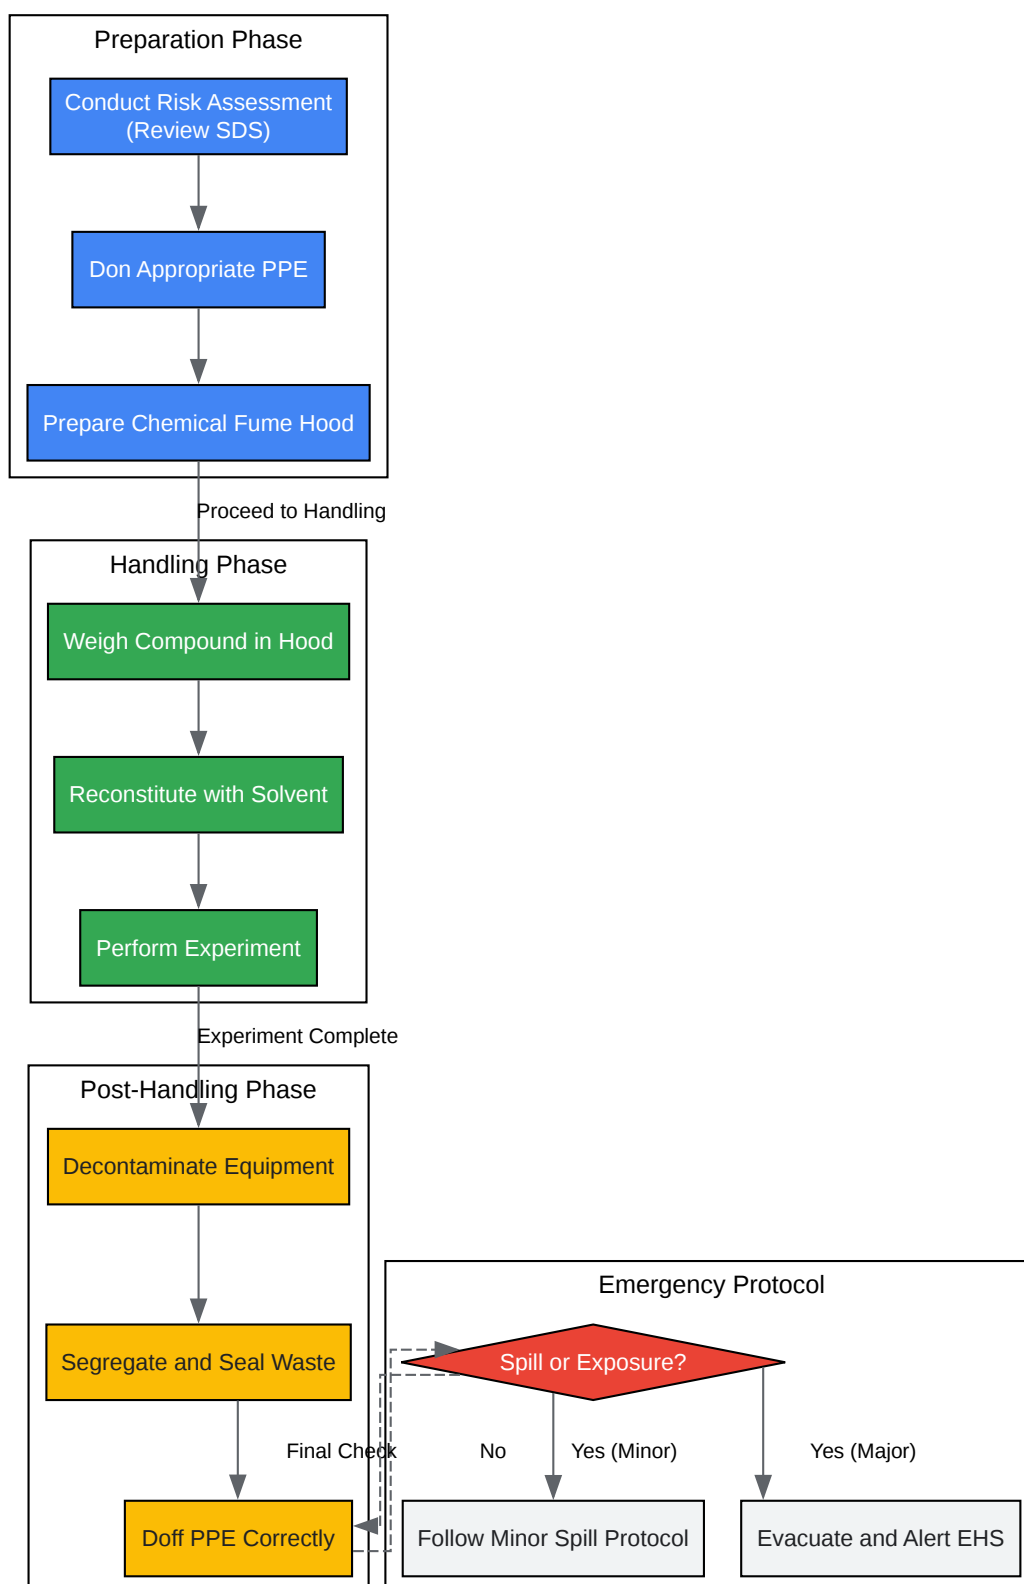 Preparation Phase
Conduct Risk Assessment
(Review SDS)
Don Appropriate PPE
Prepare Chemical Fume Hood
Proceed to Handling
Handling Phase
Weigh Compound in Hood
Reconstitute with Solvent
Perform Experiment
Experiment Complete
Post-Handling Phase
Decontaminate Equipment
Segregate and Seal Waste
Final Check
Doff PPE Correctly
Emergency Protocol
Spill or Exposure?
No
Yes (Minor)
Yes (Major)
Follow Minor Spill Protocol
Evacuate and Alert EHS